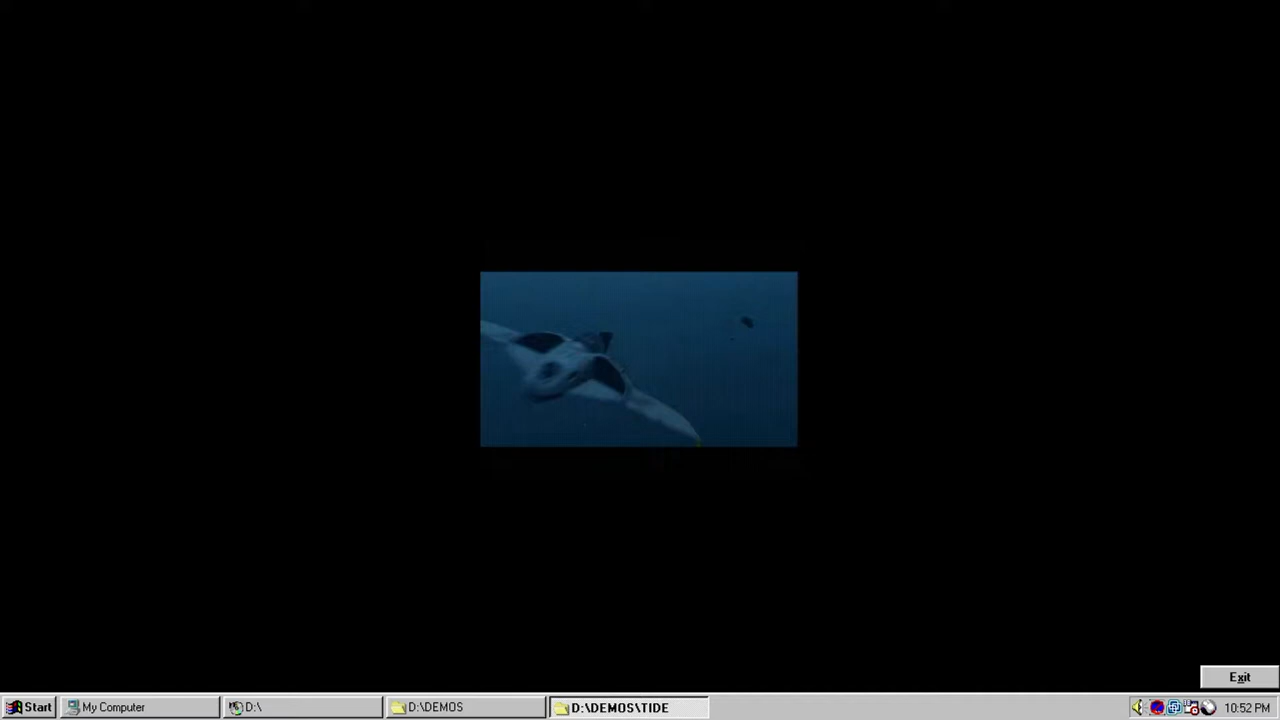 Exit
Start
My Computer
D:\
D:\DEMOS
D:\DEMOS\TIDE
10:52 PM